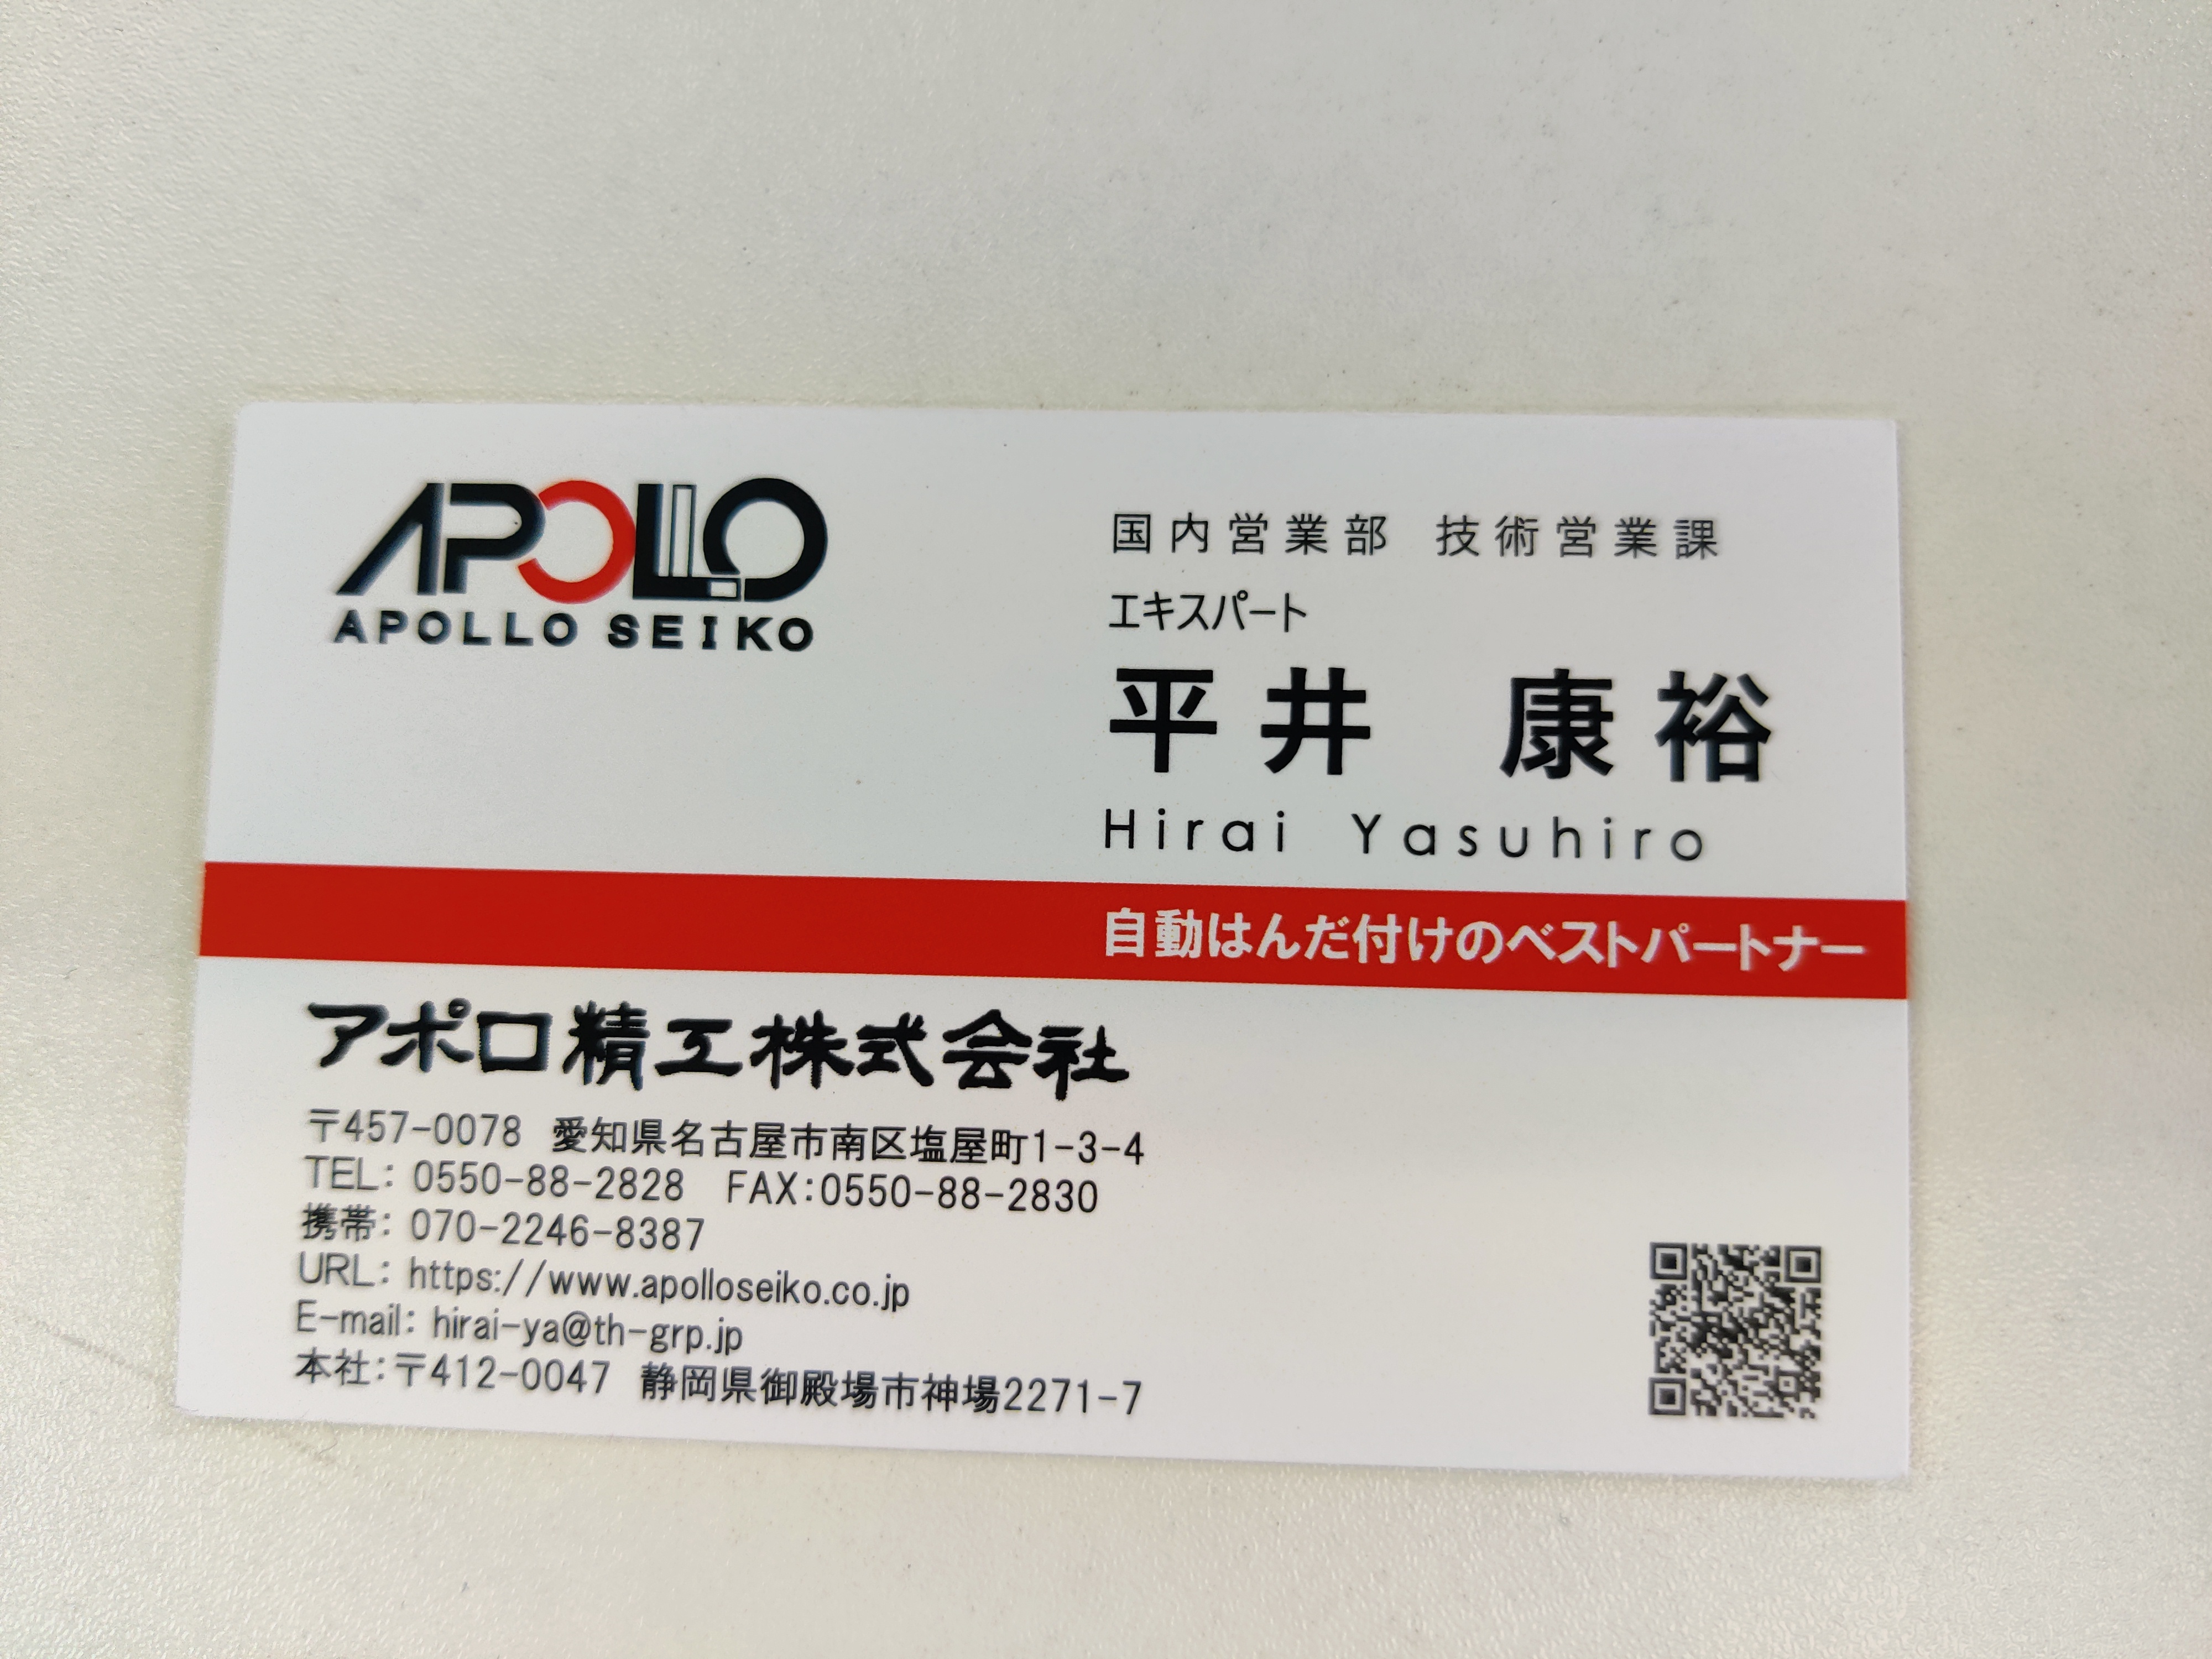 APOLLO
APOLLO SEIKO
国内営業部 技術営業課
エキスパート
平井 康裕
Hirai Yasuhiro
自動はんだ付けのベストパートナー
アポロ精工株式会社
〒457-0078 愛知県名古屋市南区塩屋町1-3-4
TEL: 0550-88-2828 FAX:0550-88-2830
携帯: 070-2246-8387
URL: https://www.apolloseiko.co.jp
E-mail: hirai-ya@th-grp.jp
本社:〒412-0047 静岡県御殿場市神場2271-7